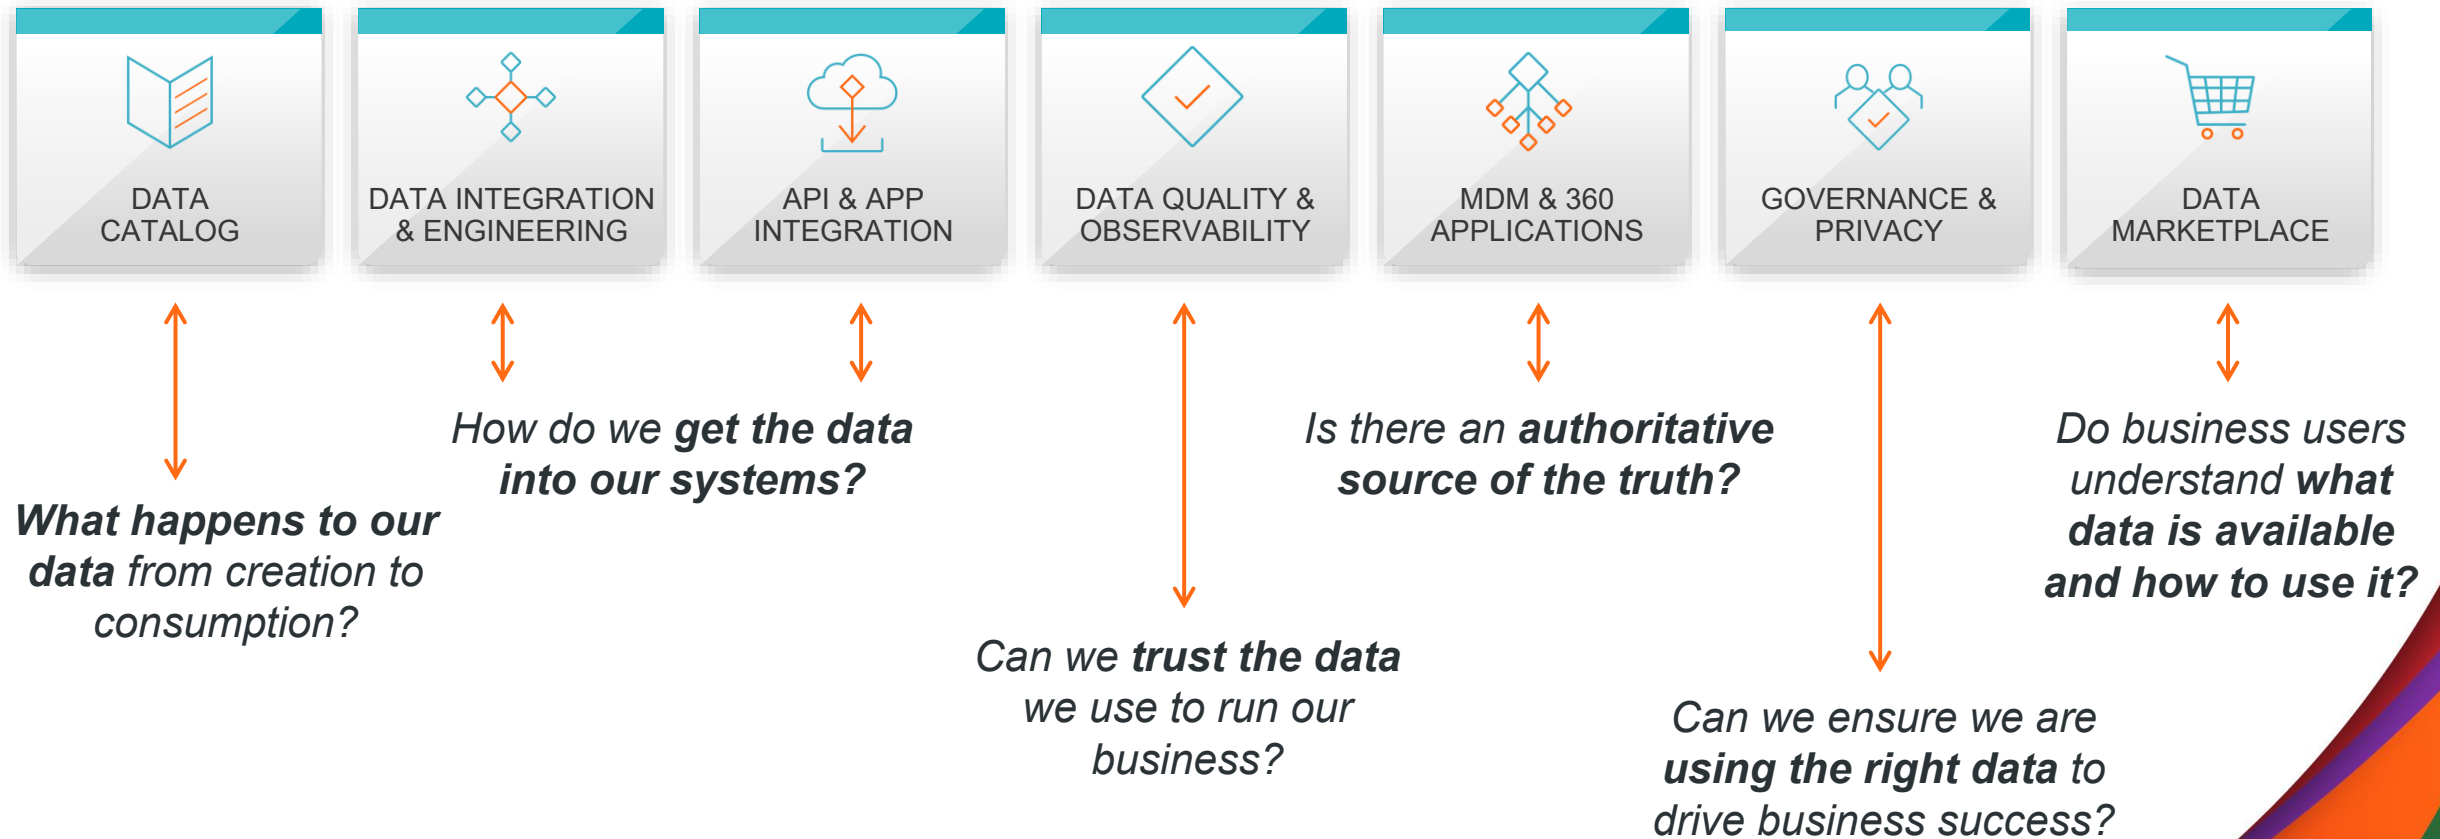 DATA
CATALOG
DATA INTEGRATION
& ENGINEERING
API & APP
INTEGRATION
DATA QUALITY &
OBSERVABILITY
MDM & 360
APPLICATIONS
GOVERNANCE &
PRIVACY
DATA
MARKETPLACE
What happens to our
data from creation to
consumption?
How do we get the data
into our systems?
Can we trust the data
we use to run our
business?
Is there an authoritative
source of the truth?
Can we ensure we are
using the right data to
drive business success?
Do business users
understand what
data is available
and how to use it?